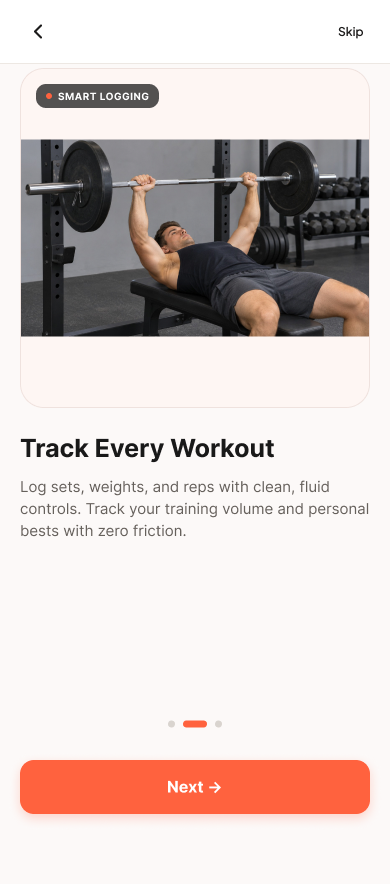 Skip
SMART LOGGING
Track Every Workout
Log sets, weights, and reps with clean, fluid
controls. Track your training volume and personal
bests with zero friction.
Next →